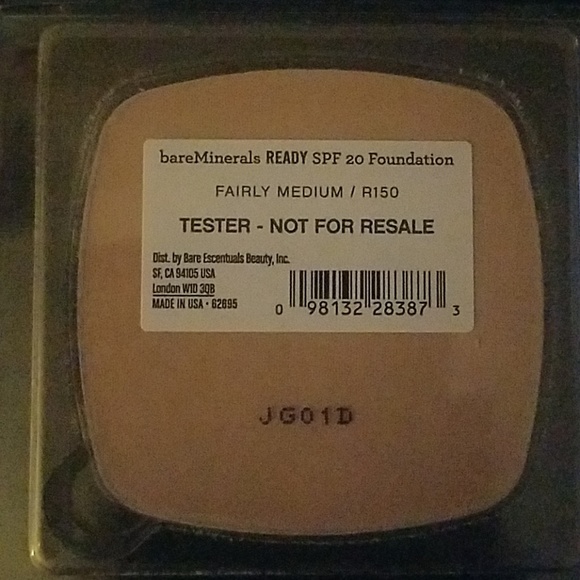 bareMinerals READY SPF 20 Foundation
FAIRLY MEDIUM / R150
TESTER - NOT FOR RESALE
Dist. by Bare Escentuals Beauty, Inc.
SF, CA 94105 USA
London W1D 3QB
MADE IN USA • 62695
0 98132 28387 3
JG01D